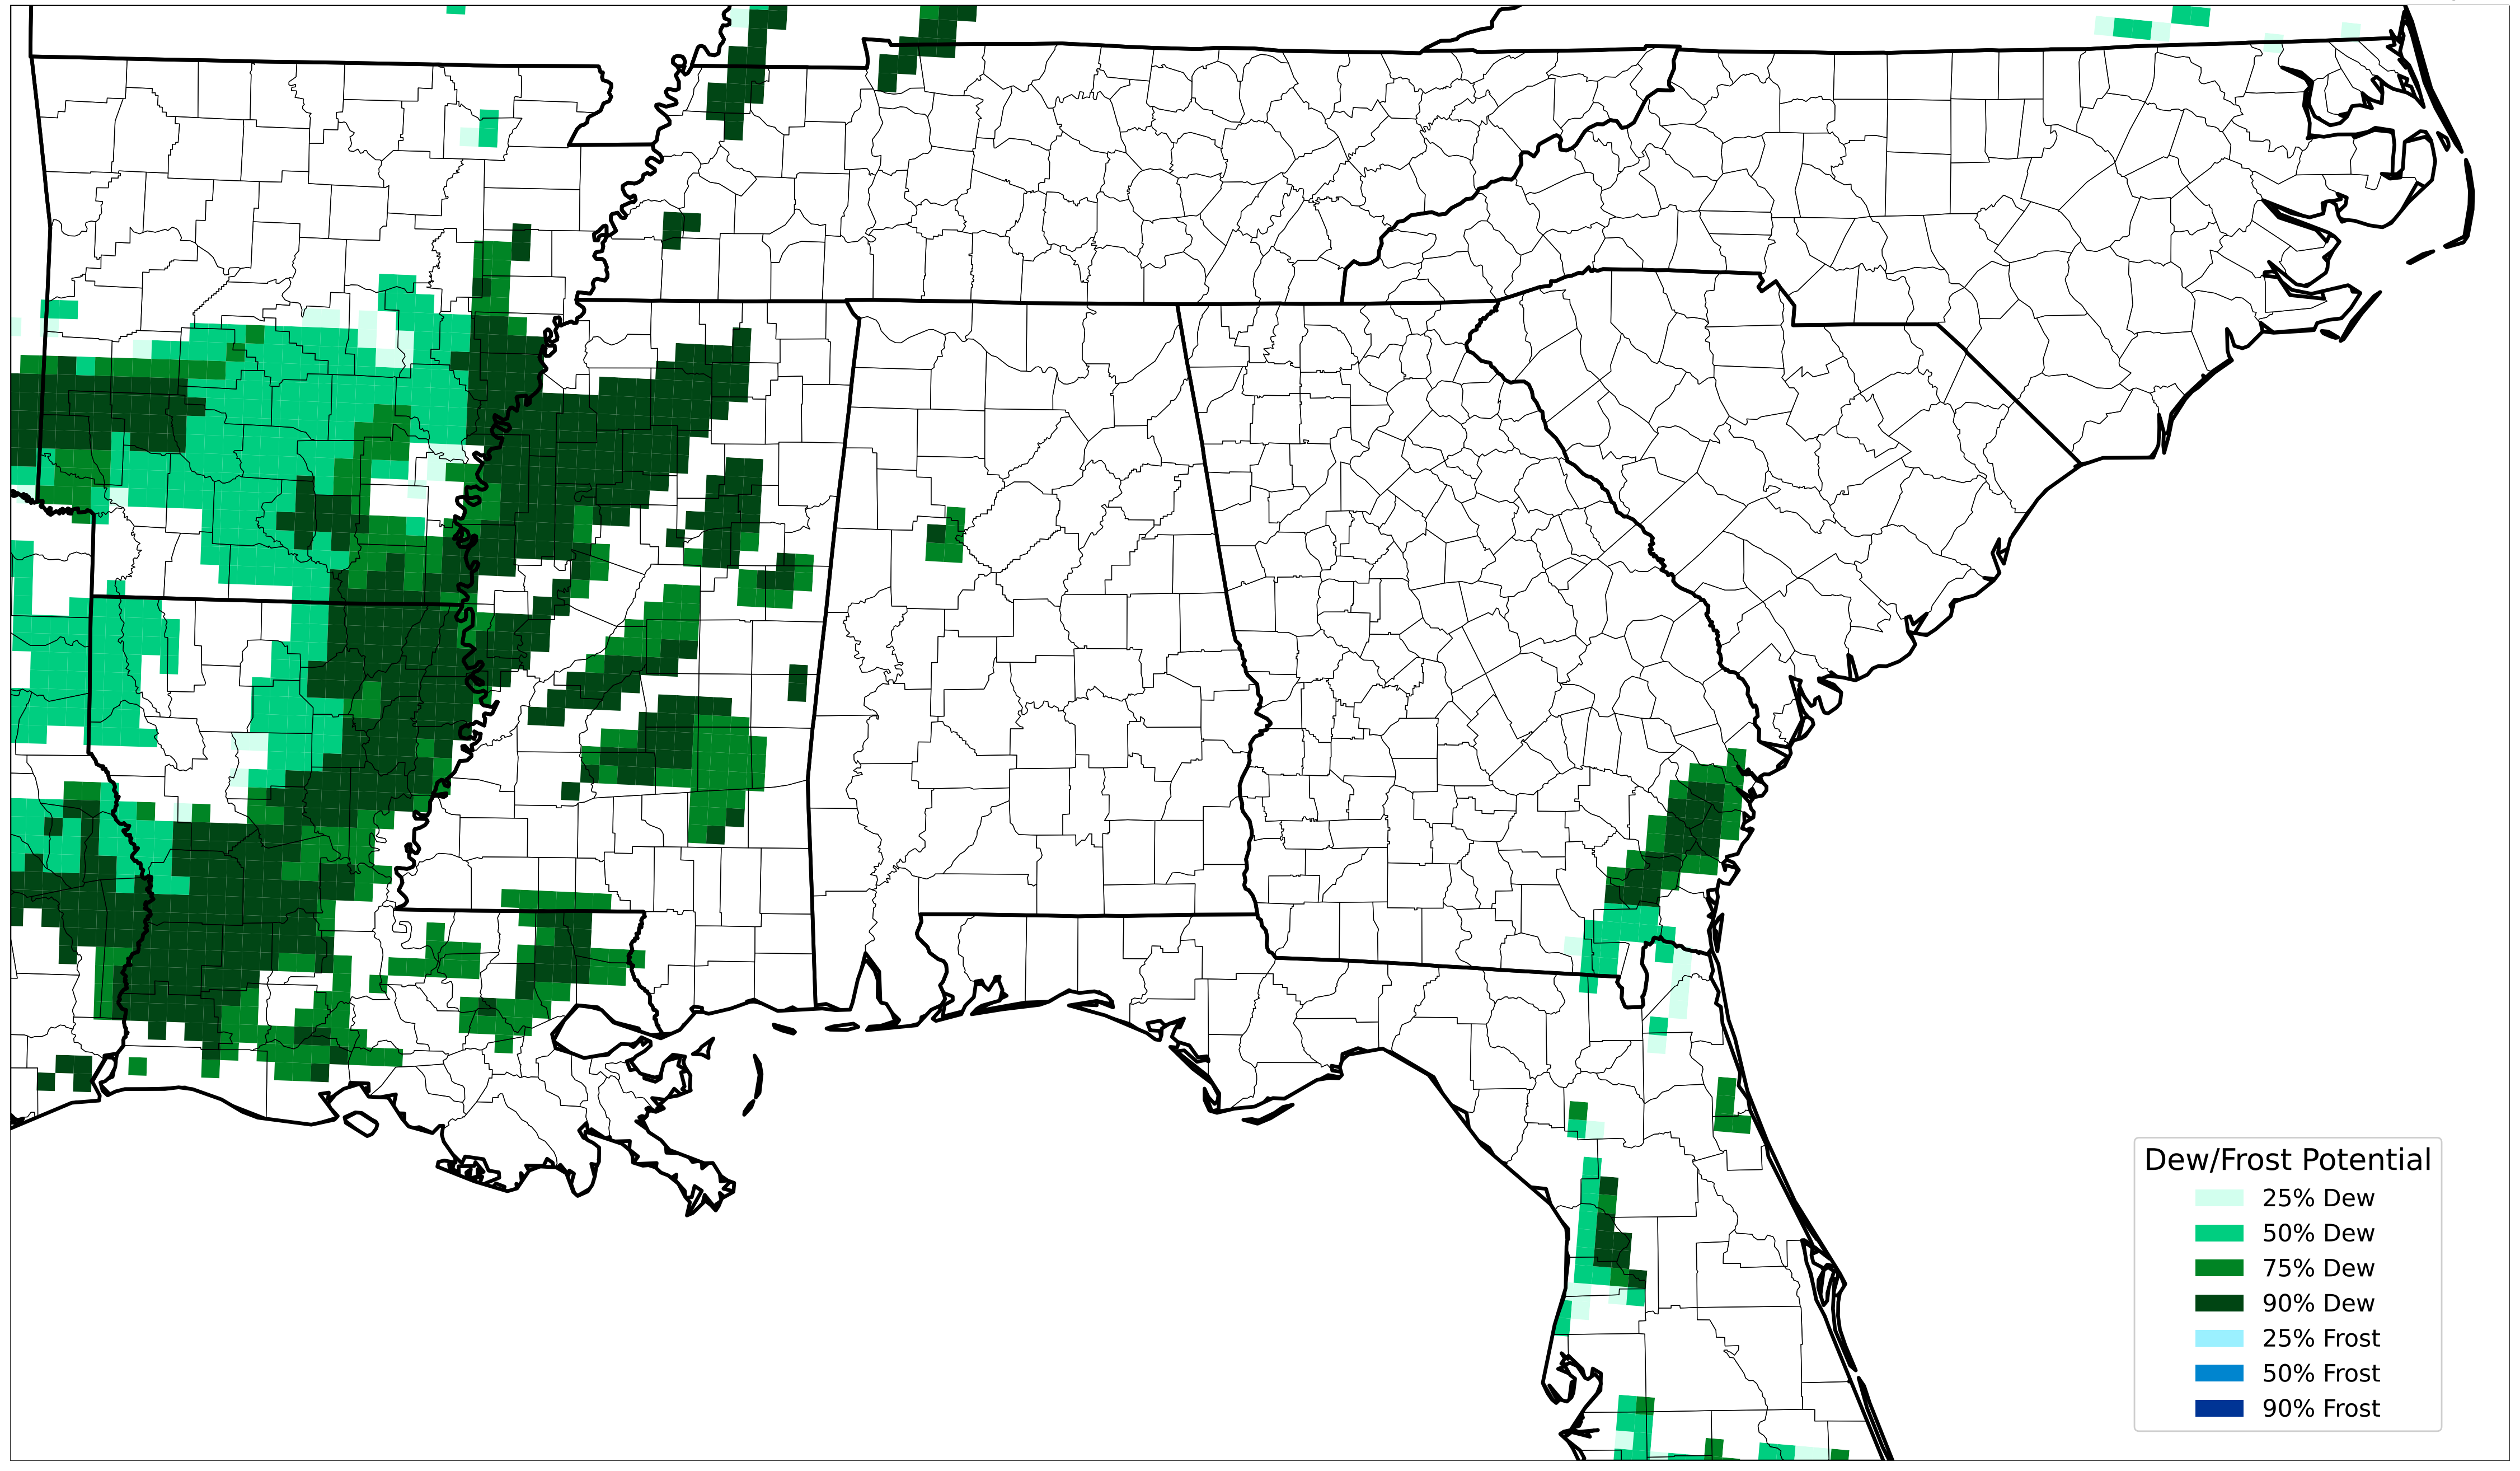 Dew/Frost Potential
25% Dew
50% Dew
75% Dew
90% Dew
25% Frost
50% Frost
90% Frost